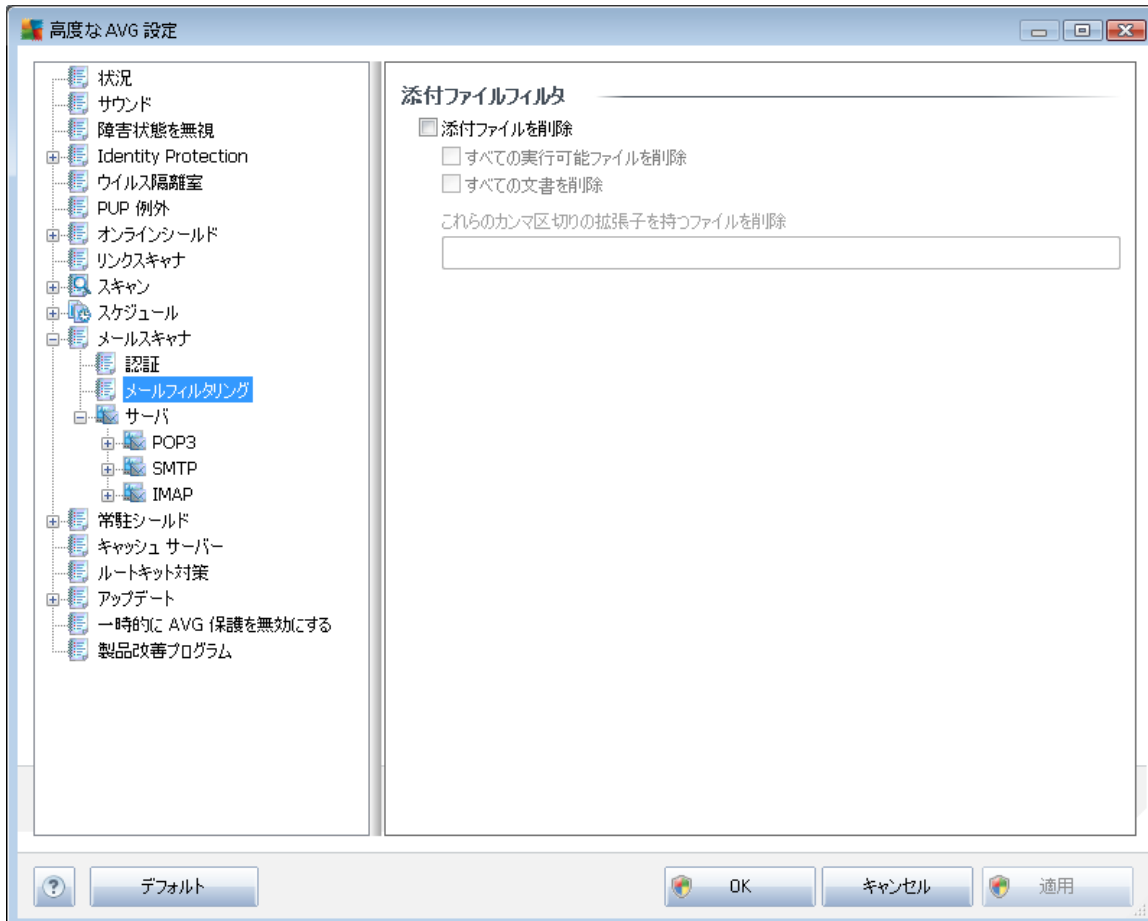 高度な AVG 設定
状況
サウンド
障害状態を無視
Identity Protection
ウイルス隔離室
PUP 例外
オンラインシールド
リンクスキャナ
スキャン
スケジュール
メールスキャナ
認証
メールフィルタリング
サーバ
POP3
SMTP
IMAP
常駐シールド
キャッシュ サーバー
ルートキット対策
アップデート
一時的に AVG 保護を無効にする
製品改善プログラム
添付ファイルフィルタ
添付ファイルを削除
すべての実行可能ファイルを削除
すべての文書を削除
これらのカンマ区切りの拡張子を持つファイルを削除
?
デフォルト
OK
キャンセル
適用